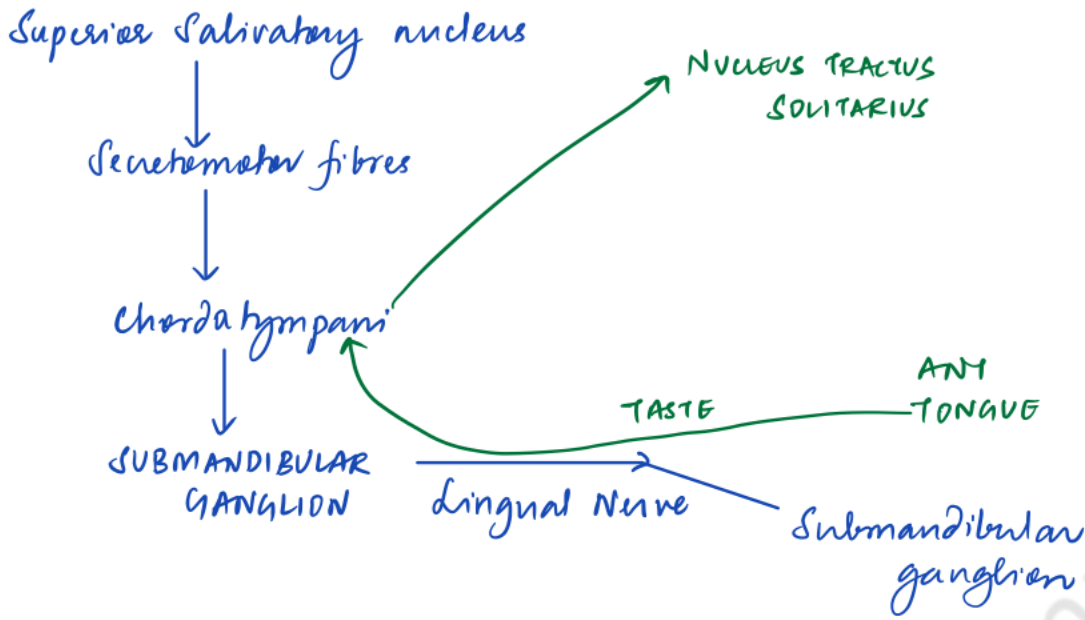 Superior Salivatory nucleus
NUCLEUS TRACTUS
SOLITARIUS
Secretomotor fibres
Chorda tympani
ANT
TONGUE
TASTE
SUBMANDIBULAR
GANGLION
Lingual Nerve
Submandibular
ganglion